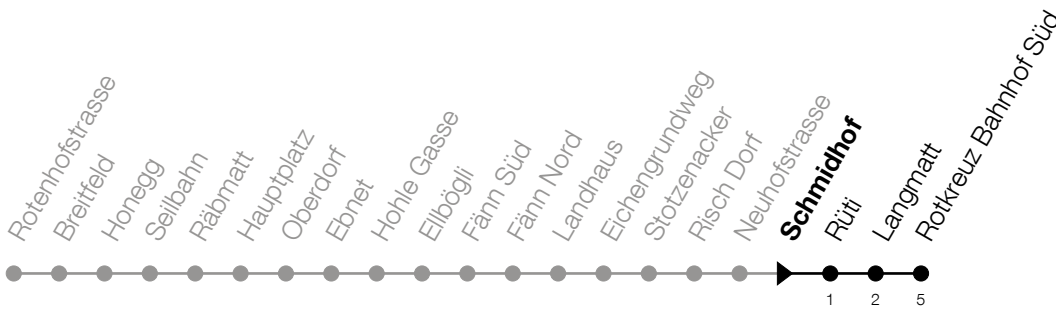 Rotenhofstrasse
Breitfeld
Honegg
Seilbahn
Räbmatt
Hauptplatz
Oberdorf
Ebnet
Hohle Gasse
Ellbögli
Fänn Süd
Fänn Nord
Landhaus
Eichengrundweg
Stotzenacker
Risch Dorf
Neuhofstrasse
Schmidhof
Rüti
Langmatt
Rotkreuz Bahnhof Süd
1
2
5